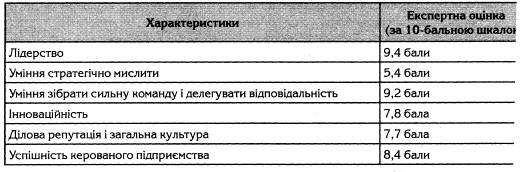 Характеристики
Експертна оцінка
(за 10-бальною шкалою
Лідерство 9,4 бали
Уміння стратегічно мислити 5,4 бали
Уміння зібрати сильну команду і делегувати відповідальність 9,2 бали
Інноваційність 7,8 бала
Ділова репутація і загальна культура 7,7 бала
Успішність керованого підприємства 8,4 бали